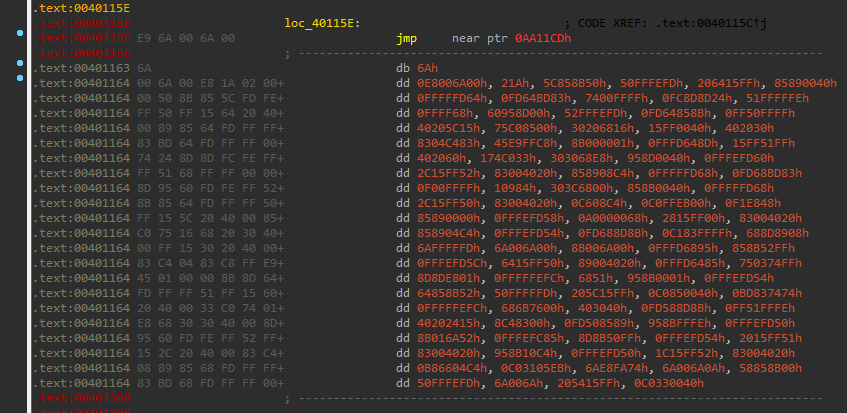 .text:0040115E
.text:0040115E loc_40115E: ; CODE XREF: .text:0040115C↑j
.text:0040115E E9 6A 00 6A 00 jmp near ptr 0AA11CDh
.text:0040115E ; ---------------------------------------------------------------------------
.text:00401163 6A db 6Ah
.text:00401164 00 6A 00 E8 1A 02 00+ dd 0E8006A00h, 21Ah, 5C858B50h, 50FFFEFDh, 206415FFh, 85890040h
.text:00401164 00 50 8B 85 5C FD FE+ dd 0FFFFFD64h, 0FD64BD83h, 7400FFFFh, 0FC8D8D24h, 51FFFFFEh
.text:00401164 FF 50 FF 15 64 20 40+ dd 0FFFF68h, 60958D00h, 52FFFEFDh, 0FD64858Bh, 0FF50FFFFh
.text:00401164 00 89 85 64 FD FF FF+ dd 40205C15h, 75C08500h, 30206816h, 15FF0040h, 402030h
.text:00401164 83 BD 64 FD FF FF 00+ dd 8304C483h, 45E9FFC8h, 8B000001h, 0FFFD648Dh, 15FF51FFh
.text:00401164 74 24 8D 8D FC FE FF+ dd 402060h, 174C033h, 303068E8h, 958D0040h, 0FFFEFD60h
.text:00401164 FF 51 68 FF FF 00 00+ dd 2C15FF52h, 83004020h, 858908C4h, 0FFFFFD68h, 0FD68BD83h
.text:00401164 8D 95 60 FD FE FF 52+ dd 0F00FFFFh, 10984h, 303C6800h, 858B0040h, 0FFFFFD68h
.text:00401164 8B 85 64 FD FF FF 50+ dd 2C15FF50h, 83004020h, 0C608C4h, 0C0FFEB00h, 0F1E848h
.text:00401164 FF 15 5C 20 40 00 85+ dd 85890000h, 0FFFEFD58h, 0A0000068h, 2815FF00h, 83004020h
.text:00401164 C0 75 16 68 20 30 40+ dd 858904C4h, 0FFFEFD54h, 0FD688D8Bh, 0C183FFFFh, 688D8908h
.text:00401164 00 FF 15 30 20 40 00+ dd 6AFFFFFDh, 6A006A00h, 8B006A00h, 0FFFD6895h, 858B52FFh
.text:00401164 83 C4 04 83 C8 FF E9+ dd 0FFFEFD5Ch, 6415FF50h, 89004020h, 0FFFD6485h, 750374FFh
.text:00401164 45 01 00 00 8B 8D 64+ dd 8D8DE801h, 0FFFFFEFCh, 6851h, 958B0001h, 0FFFEFD54h
.text:00401164 FD FF FF 51 FF 15 60+ dd 64858B52h, 50FFFFFDh, 205C15FFh, 0C0850040h, 0BD837474h
.text:00401164 20 40 00 33 C0 74 01+ dd 0FFFFFEFCh, 686B7600h, 403040h, 0FD588D8Bh, 0FF51FFFEh
.text:00401164 E8 68 30 30 40 00 8D+ dd 40202415h, 8C48300h, 0FD508589h, 958BFFFEh, 0FFFEFD50h
.text:00401164 95 60 FD FE FF 52 FF+ dd 8B016A52h, 0FFFEFC85h, 8D8B50FFh, 0FFFEFD54h, 2015FF51h
.text:00401164 15 2C 20 40 00 83 C4+ dd 83004020h, 958B10C4h, 0FFFEFD50h, 1C15FF52h, 83004020h
.text:00401164 08 89 85 68 FD FF FF+ dd 0B86604C4h, 0C03105EBh, 6AE8FA74h, 6A006A0Ah, 58858B00h
.text:00401164 83 BD 68 FD FF FF 00+ dd 50FFFEFDh, 6A006Ah, 205415FFh, 0C0330040h
.text:00401308 ; ---------------------------------------------------------------------------